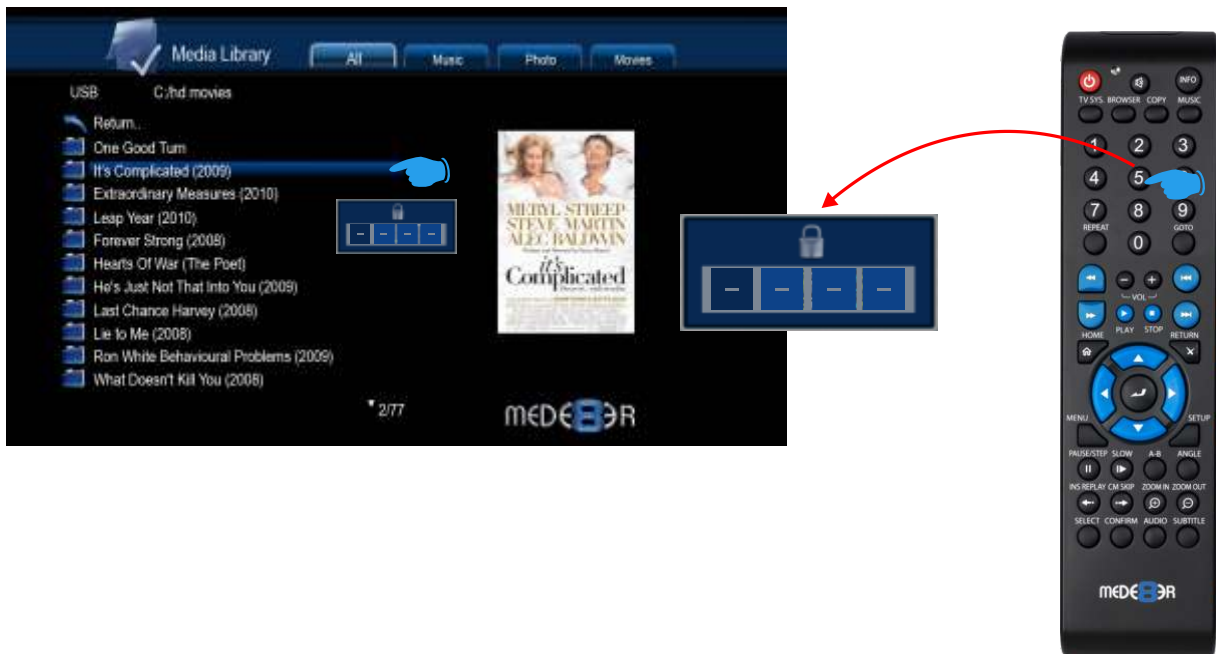 Media Library
All
Music
Photo
Movies
USB C:/hd movies
Return..
One Good Turn
It's Complicated (2009)
Extraordinary Measures (2010)
Leap Year (2010)
Forever Strong (2008)
Hearts Of War (The Poet)
He's Just Not That Into You (2009)
Last Chance Harvey (2008)
Lie to Me (2008)
Ron White Behavioural Problems (2009)
What Doesn't Kill You (2008)
2/77
MERYL STREEP
STEVE MARTIN
ALEC BALDWIN
it's
Complicated
MEDE8ER
INFO
TV SYS. BROWSER COPY MUSIC
1 2 3
4 5
7 8 9
REPEAT GOTO
0
- +
VOL
HOME PLAY STOP RETURN
MENU SETUP
PAUSE/STEP SLOW A-B ANGLE
INS REPLAY CM SKIP ZOOM IN ZOOM OUT
SELECT CONFIRM AUDIO SUBTITLE
MEDE8ER